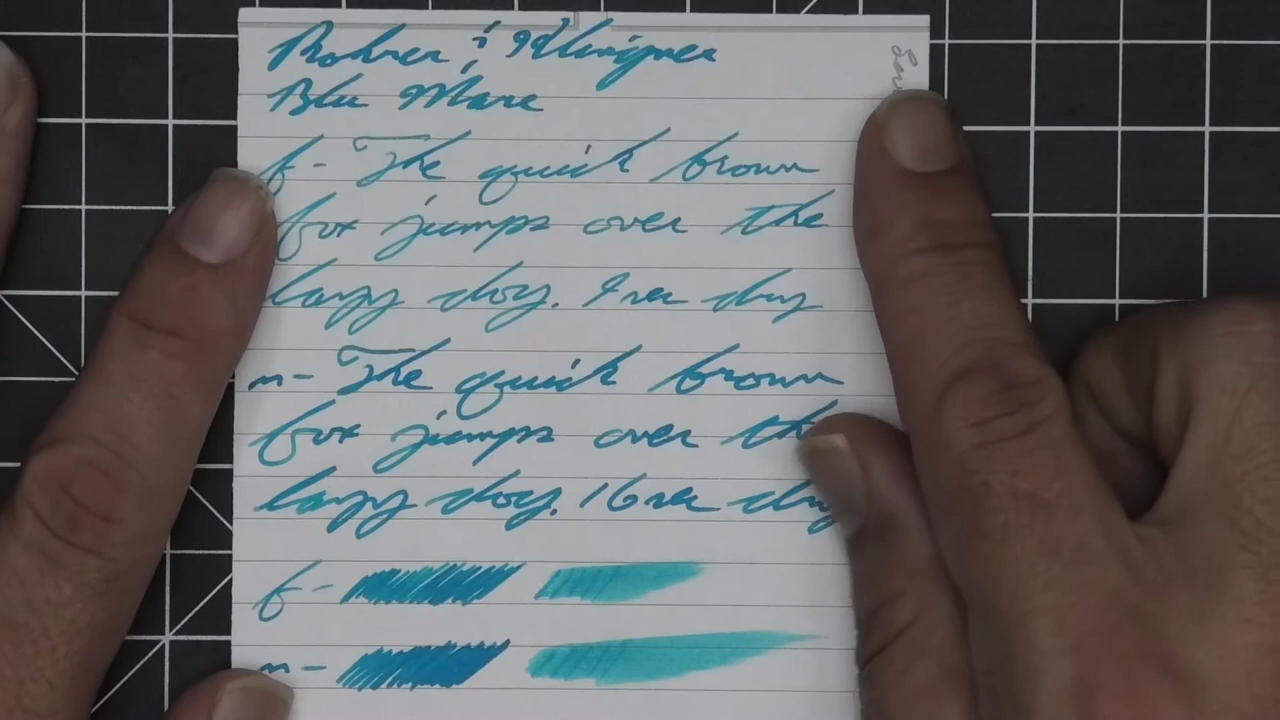 Rohrer & Klingner
Blu Mare
f- The quick brown
fox jumps over the
lazy dog. 9 sec dry
m- The quick brown
fox jumps over the
lazy dog. 16 sec dry
f-
m-